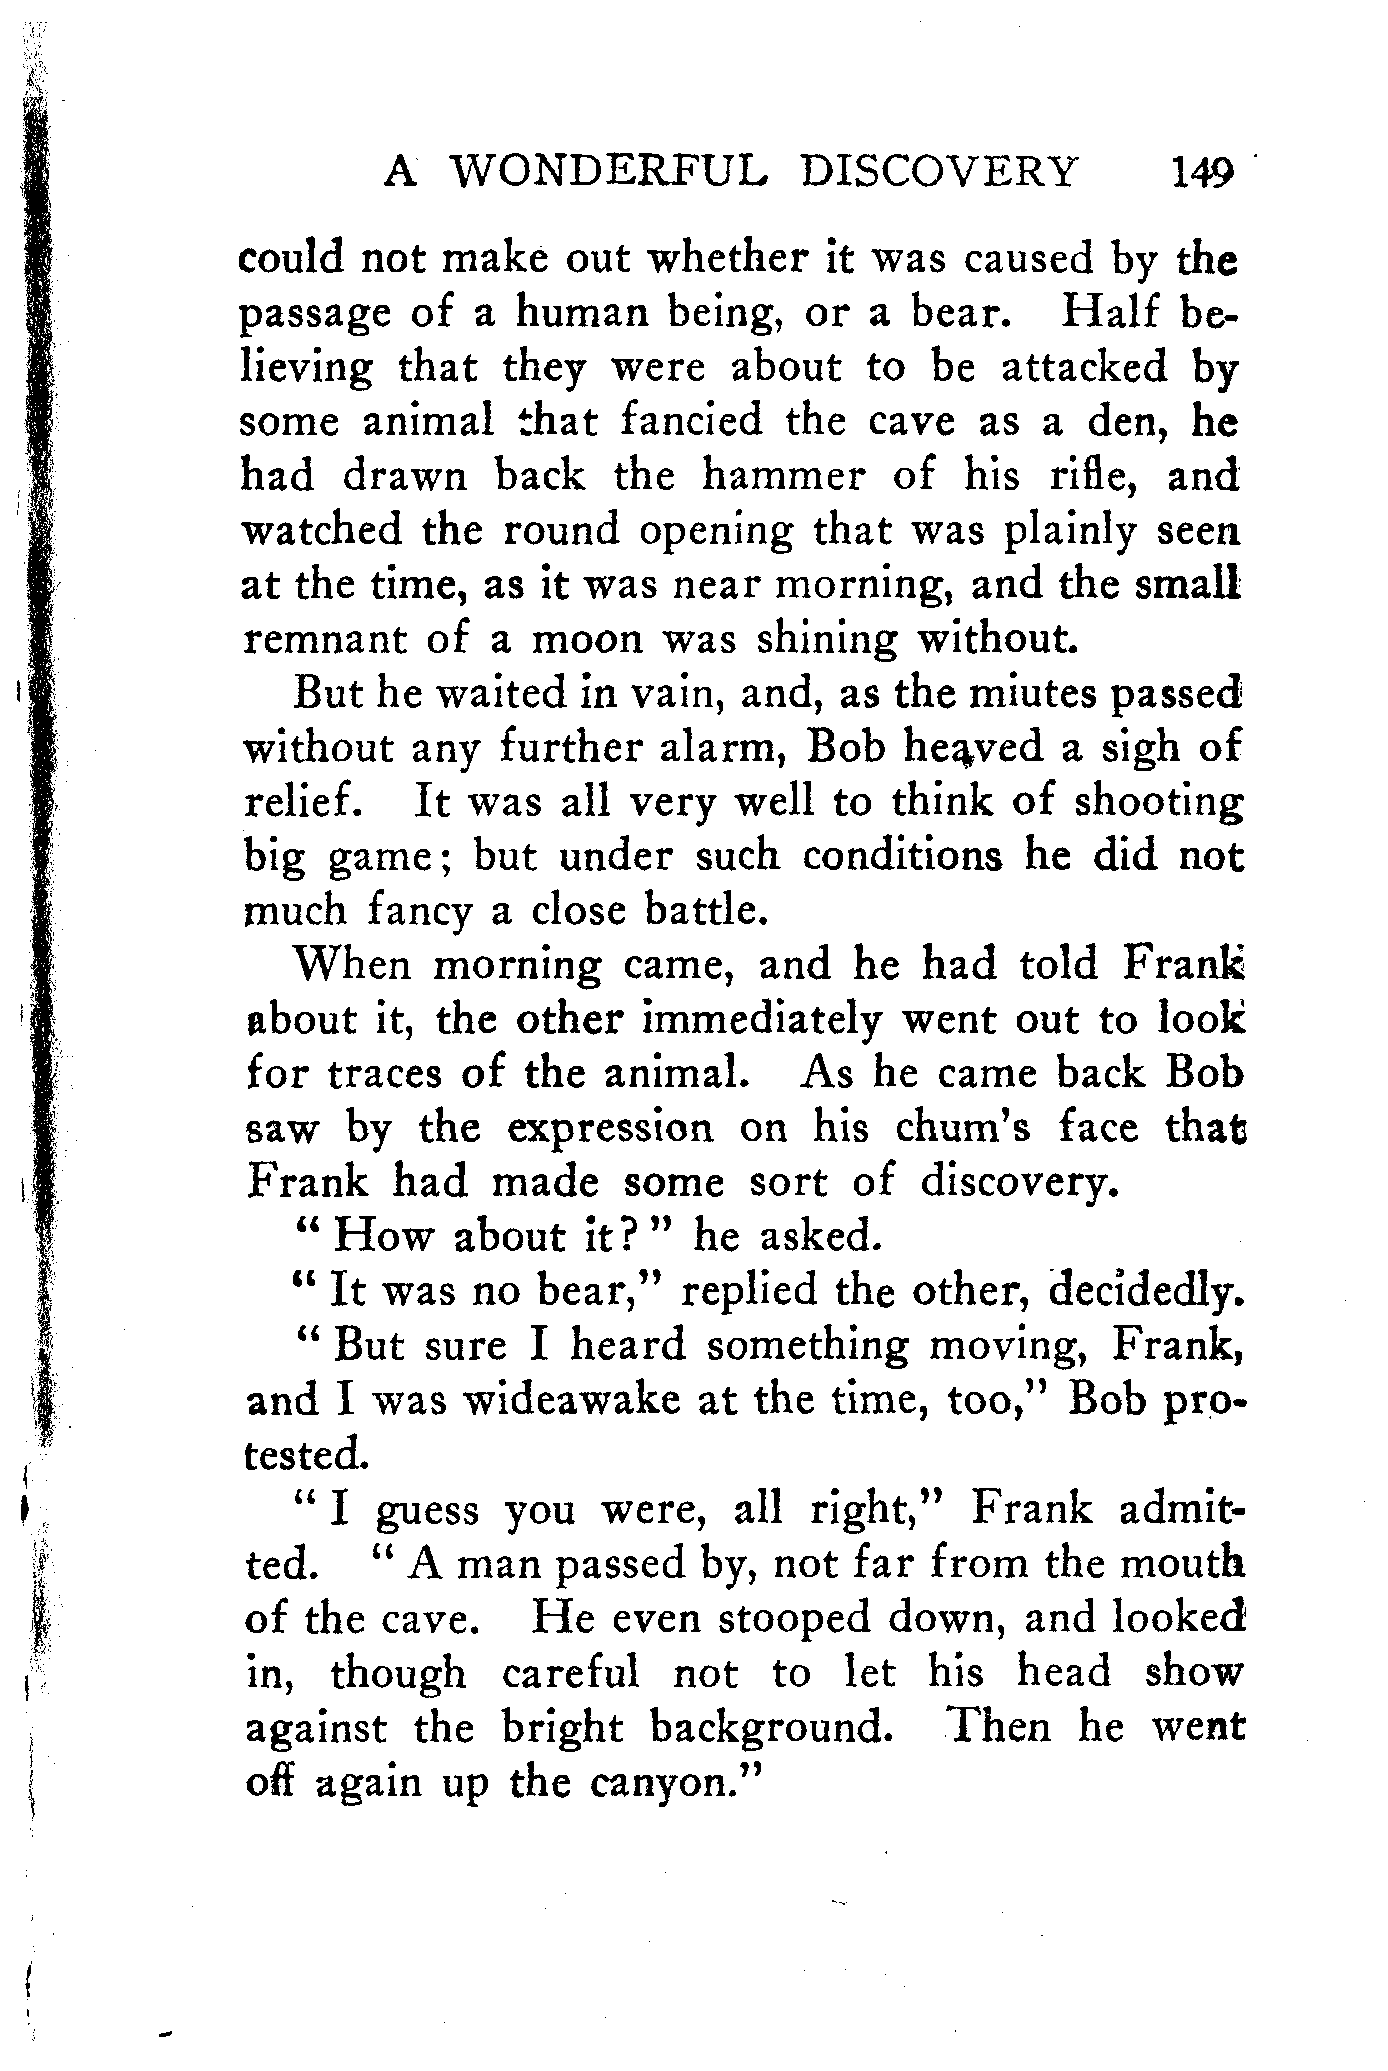 A WONDERFUL DISCOVERY 149
could not make out whether it was caused by the
passage of a human being, or a bear. Half be-
lieving that they were about to be attacked by
some animal that fancied the cave as a den, he
had drawn back the hammer of his rifle, and
watched the round opening that was plainly seen
at the time, as it was near morning, and the small
remnant of a moon was shining without.
But he waited in vain, and, as the miutes passed
without any further alarm, Bob heaved a sigh of
relief. It was all very well to think of shooting
big game; but under such conditions he did not
much fancy a close battle.
When morning came, and he had told Frank
about it, the other immediately went out to look
for traces of the animal. As he came back Bob
saw by the expression on his chum's face that
Frank had made some sort of discovery.
"How about it?" he asked.
"It was no bear," replied the other, decidedly.
"But sure I heard something moving, Frank,
and I was wideawake at the time, too," Bob pro-
tested.
"I guess you were, all right," Frank admit-
ted. "A man passed by, not far from the mouth
of the cave. He even stooped down, and looked
in, though careful not to let his head show
against the bright background. Then he went
off again up the canyon."